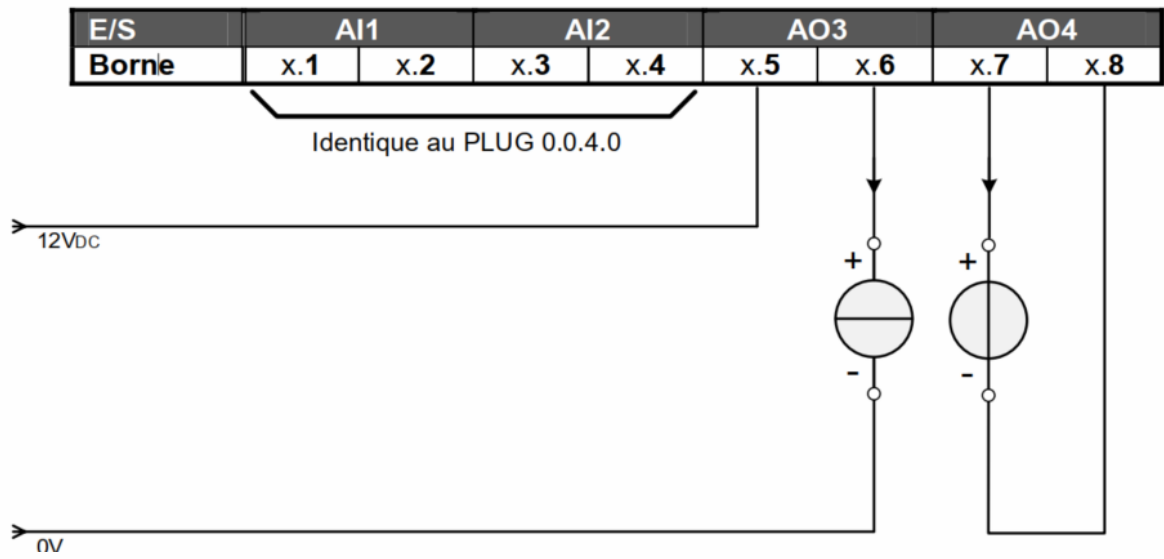 E/S AI1 AI2 AO3 AO4
Borne x.1 x.2 x.3 x.4 x.5 x.6 x.7 x.8
Identique au PLUG 0.0.4.0
12VDC
+ +
- -
0V